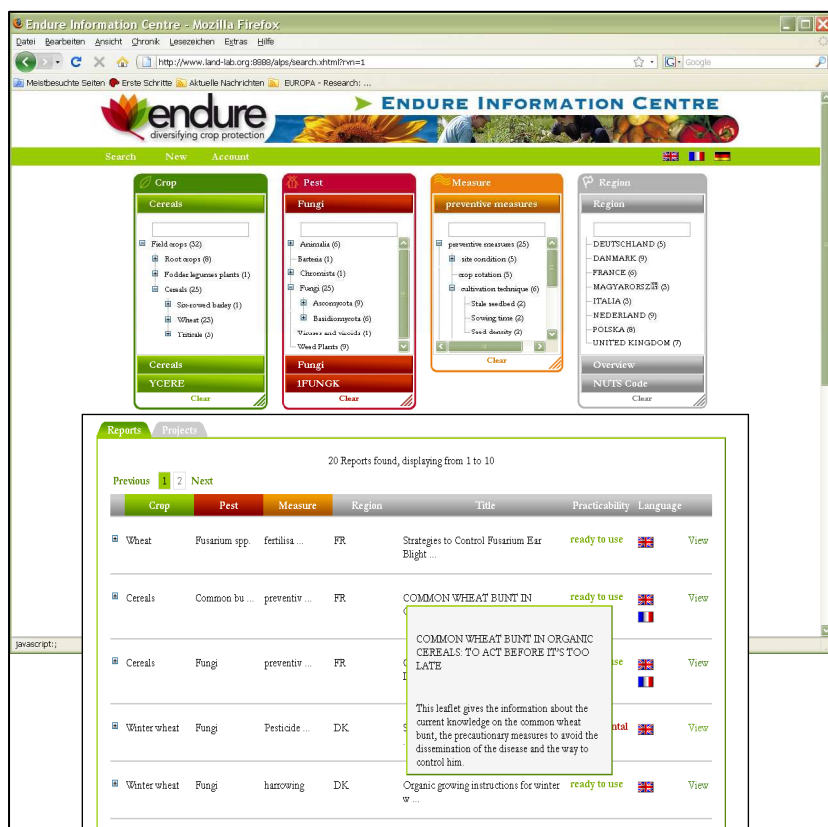 Endure Information Centre - Mozilla Firefox
Datei Bearbeiten Ansicht Chronik Lesezeichen Extras Hilfe
http://www.land-lab.org:8888/alps/search.xhtml?rvn=1
Google
Meistbesuchte Seiten Erste Schritte Aktuelle Nachrichten EUROPA - Research: ...
endure
diversifying crop protection
ENDURE INFORMATION CENTRE
Search New Account
Crop
Cereals
Field crops (32)
Root crops (8)
Fodder legumes plants (1)
Cereals (25)
Six-rowed barley (1)
Wheat (23)
Triticale (5)
Cereals
YCERE
Clear
Pest
Fungi
Animalia (6)
Bacteria (1)
Chromista (1)
Fungi (25)
Ascomycota (9)
Basidiomycota (6)
Viruses and viroids (1)
Weed Plants (9)
Fungi
1FUNGK
Clear
Measure
preventive measures
preventive measures (25)
site condition (5)
crop rotation (5)
cultivation technique (6)
Stale seedbed (2)
Sowing time (2)
Seed density (2)
Clear
Region
Region
DEUTSCHLAND (5)
DANMARK (9)
FRANCE (6)
MAGYARORSZ (3)
ITALIA (3)
NEDERLAND (9)
POLSKA (8)
UNITED KINGDOM (7)
Overview
NUTS Code
Clear
javascript:;
Reports Projects
20 Reports found, displaying from 1 to 10
Previous 1 2 Next
Crop Pest Measure Region Title Practicability Language
Wheat Fusarium spp. fertilisa ... FR Strategies to Control Fusarium Ear ready to use View
Blight ...
Cereals Common bu ... preventiv ... FR COMMON WHEAT BUNT IN ready to use View
Cereals Fungi preventiv ... FR View
Winter wheat Fungi Pesticide ... DK View
COMMON WHEAT BUNT IN ORGANIC
CEREALS: TO ACT BEFORE IT'S TOO
LATE
This leaflet gives the information about the
current knowledge on the common wheat
bunt, the precautionary measures to avoid the
dissemination of the disease and the way to
control him.
Winter wheat Fungi harrowing DK Organic growing instructions for winter ready to use View
w ...